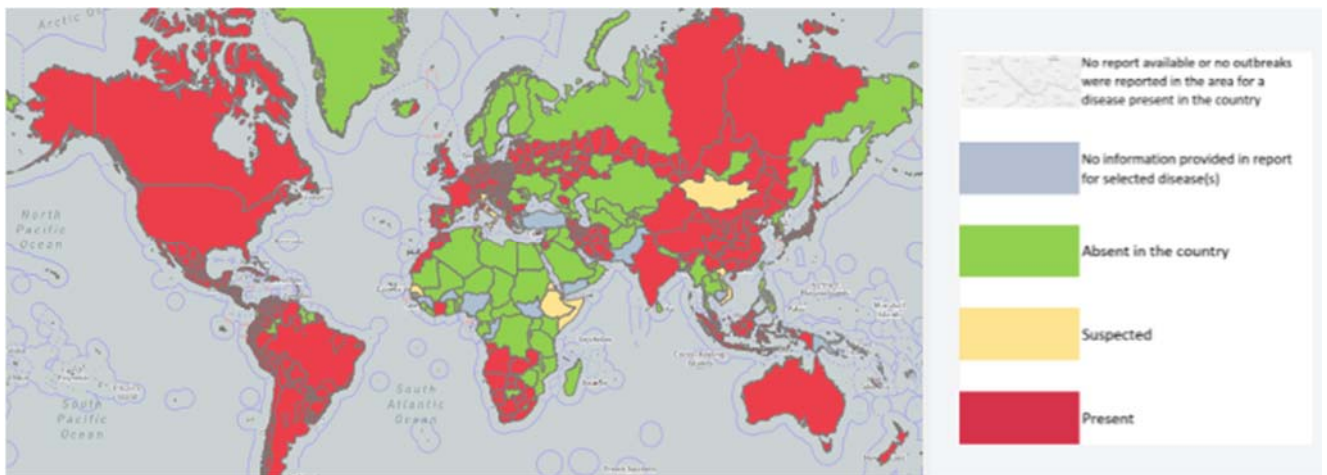 Arctic Oc
North
Pacific
Ocean
South
Pacific
Ocean
South
Atlantic
Ocean
No report available or no outbreaks
were reported in the area for a
disease present in the country
No information provided in report
for selected disease(s)
Absent in the country
Suspected
Present